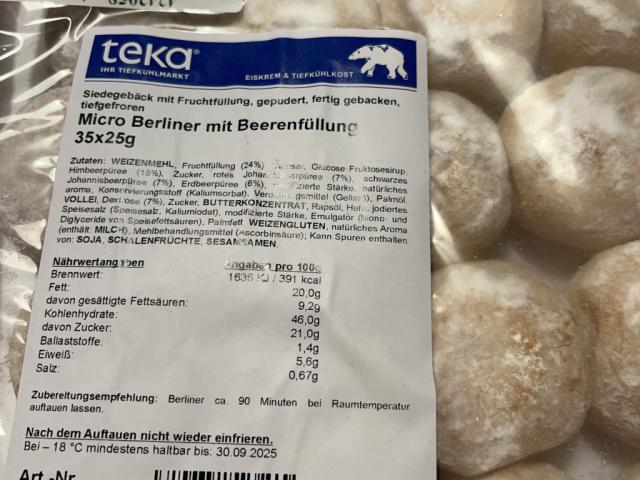 teka®
IHR TIEFKÜHLMARKT
EISKREM & TIEFKÜHLKOST
Siedegebäck mit Fruchtfüllung, gepudert, fertig gebacken,
tiefgefroren
Micro Berliner mit Beerenfüllung
35x25g
Zutaten: WEIZENMEHL, Fruchtfüllung (24%) Glucose-Fruktosesirup,
Himbeerpüree (18%), Zucker, rotes (7%), schwarzes
Johannisbeerpüree (7%), Erdbeerpüree (6%), Stärke, natürliches
aroma, Konservierungsstoff (Kaliumsorbat), Palmöl,
VOLLEI, Dextrose (7%), Zucker, BUTTERKONZENTRAT, Rapsöl, Hefe, jodiertes
Speisesalz (Speisesalz, Kaliumiodat), modifizierte Stärke, Emulgator (Mono- und
Diglyceride von Speisefettsäuren), Palmfett, WEIZENGLUTEN, natürliches Aroma
(enthält: MILCH), Mehlbehandlungsmittel (Ascorbinsäure); Kann Spuren enthalten
von: SOJA, SCHALENFRÜCHTE, SESAMSAMEN.
Nährwertangaben Angaben pro 100g
Brennwert: 1636 KJ / 391 kcal
Fett: 20,0g
davon gesättigte Fettsäuren: 9,2g
Kohlenhydrate: 46,0g
davon Zucker: 21,0g
Ballaststoffe: 1,4g
Eiweiß: 5,6g
Salz: 0,67g
Zubereitungsempfehlung: Berliner ca. 90 Minuten bei Raumtemperatur
auftauen lassen.
Nach dem Auftauen nicht wieder einfrieren.
Bei – 18 °C mindestens haltbar bis: 30.09.2025
Art.-Nr.